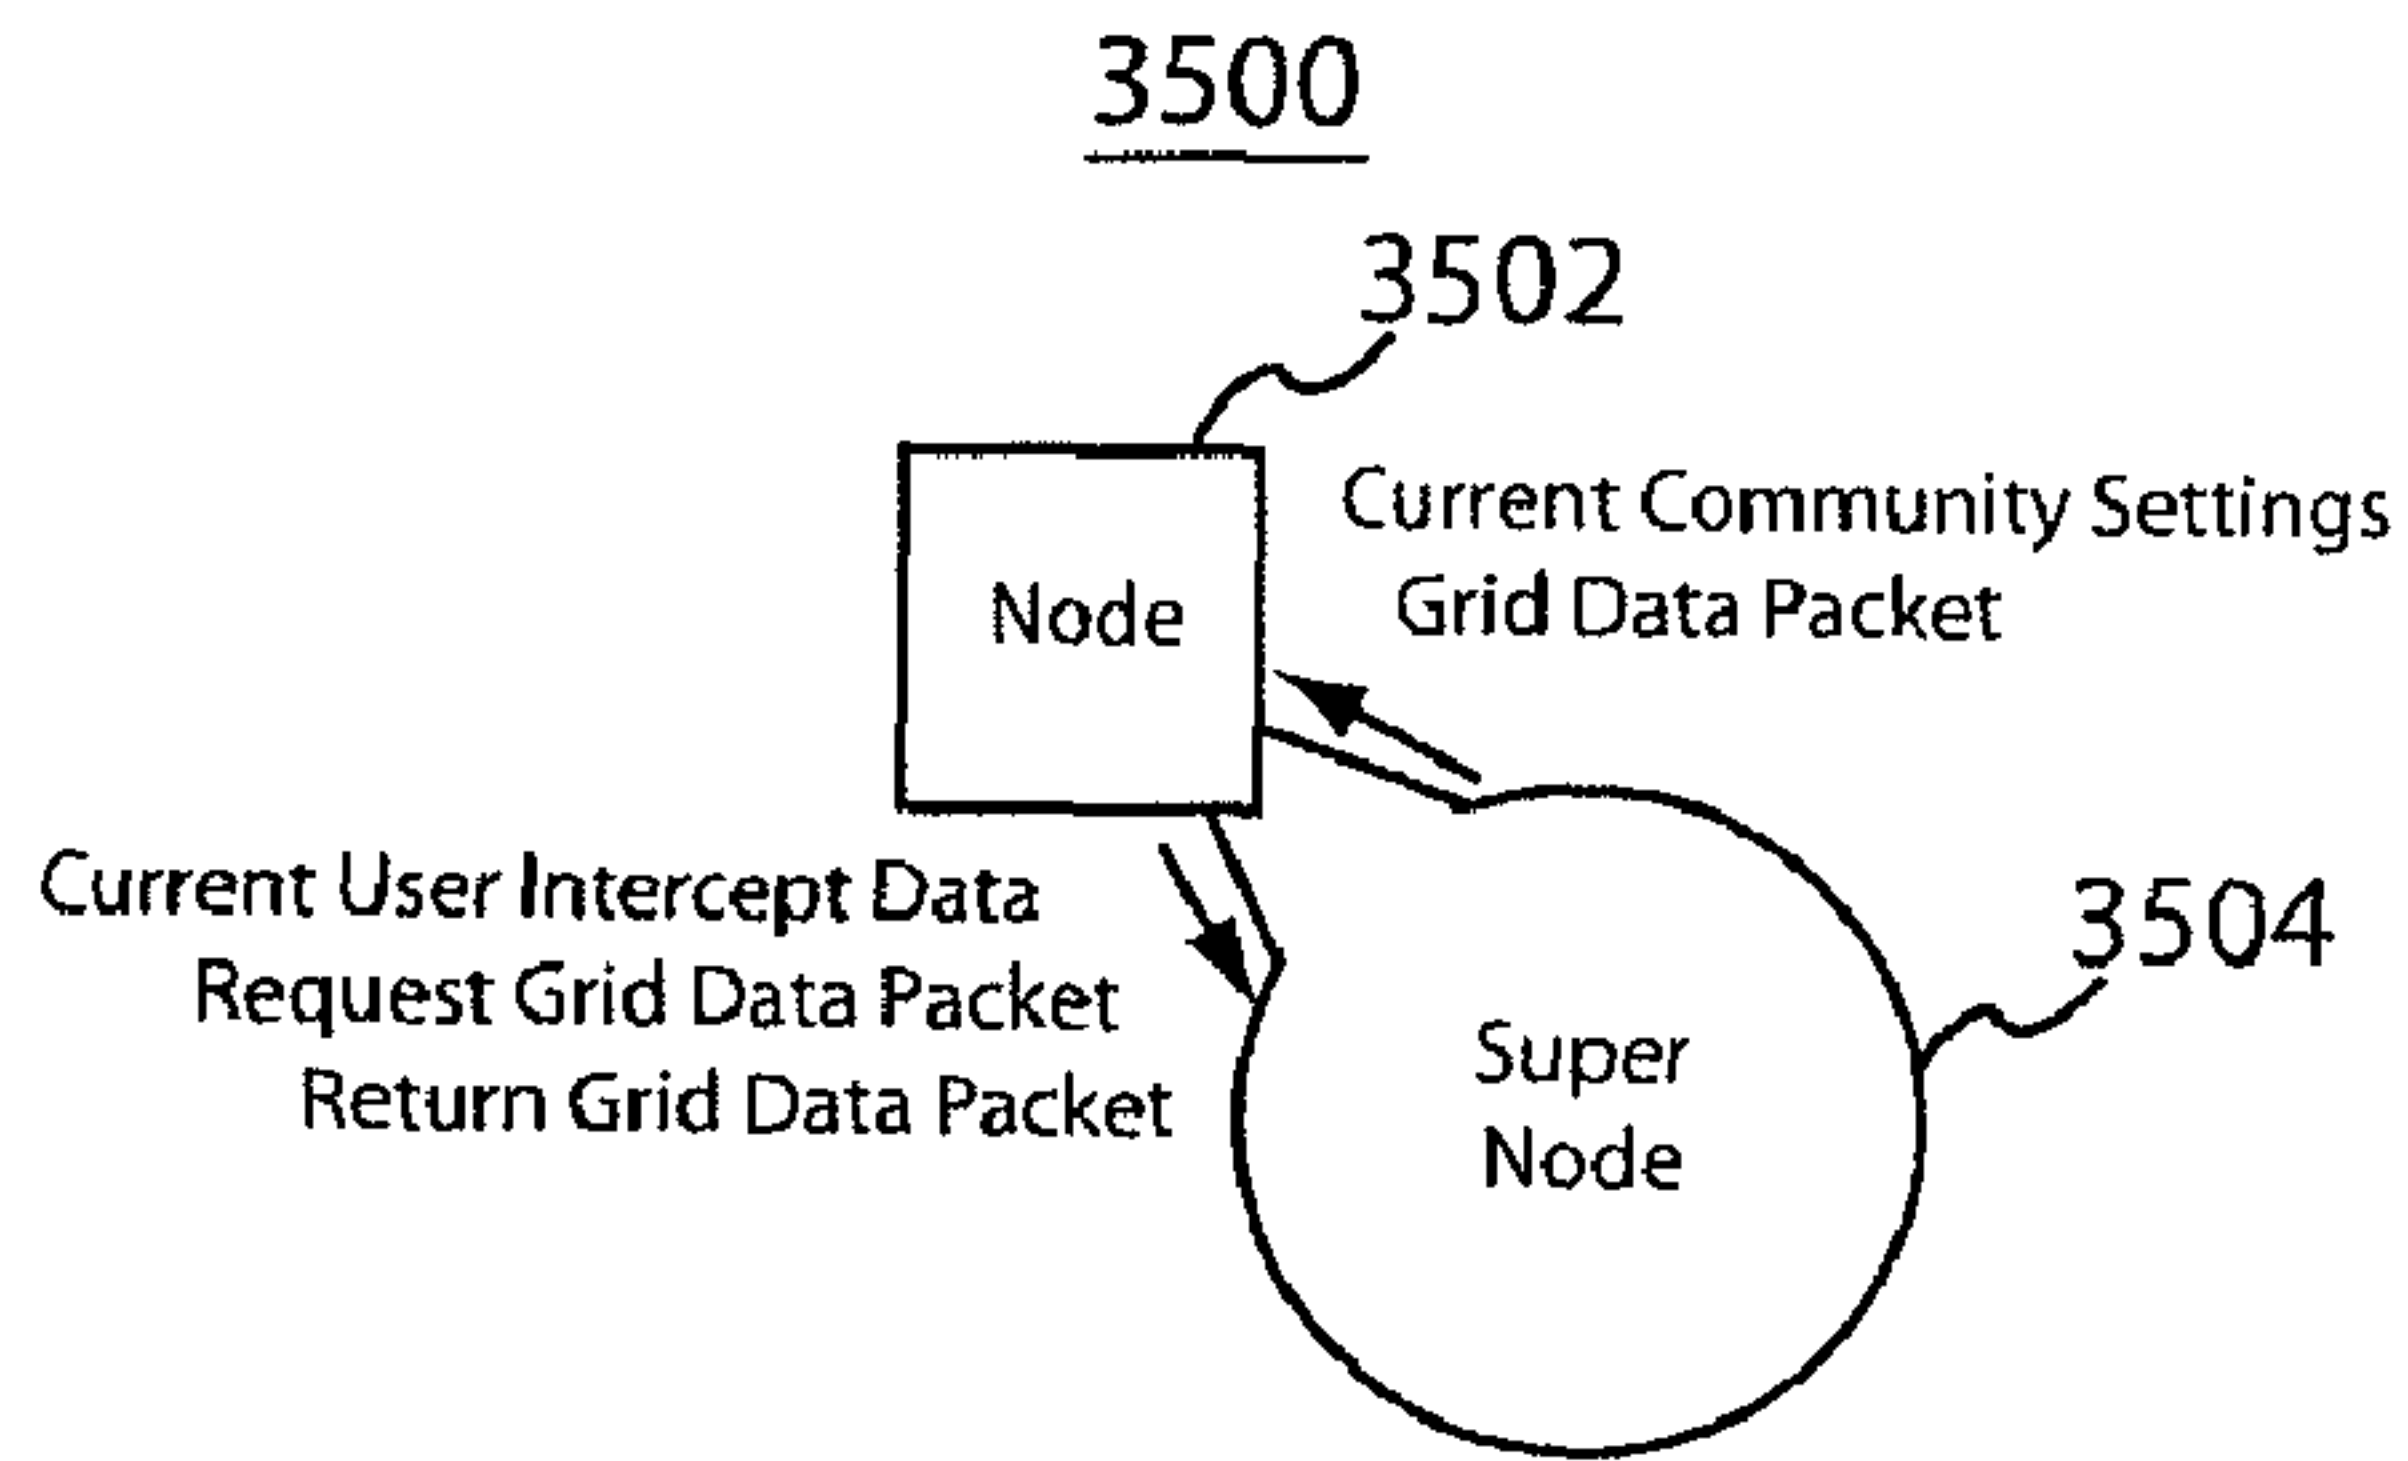 3500
3502
Node
Current Community Settings
Grid Data Packet
Current User Intercept Data
Request Grid Data Packet
Return Grid Data Packet
3504
Super
Node